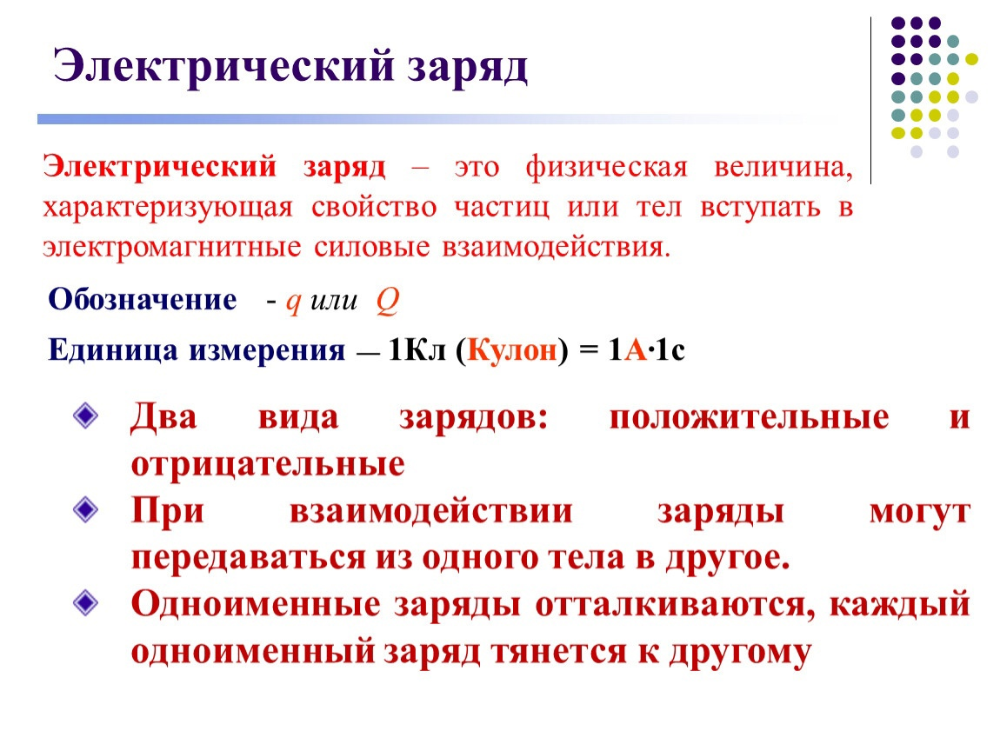 Электрический заряд
Электрический заряд – это физическая величина,
характеризующая свойство частиц или тел вступать в
электромагнитные силовые взаимодействия.
Обозначение - q или Q
Единица измерения — 1Кл (Кулон) = 1А·1с
Два вида зарядов: положительные и
отрицательные
При взаимодействии заряды могут
передаваться из одного тела в другое.
Одноименные заряды отталкиваются, каждый
одноименный заряд тянется к другому